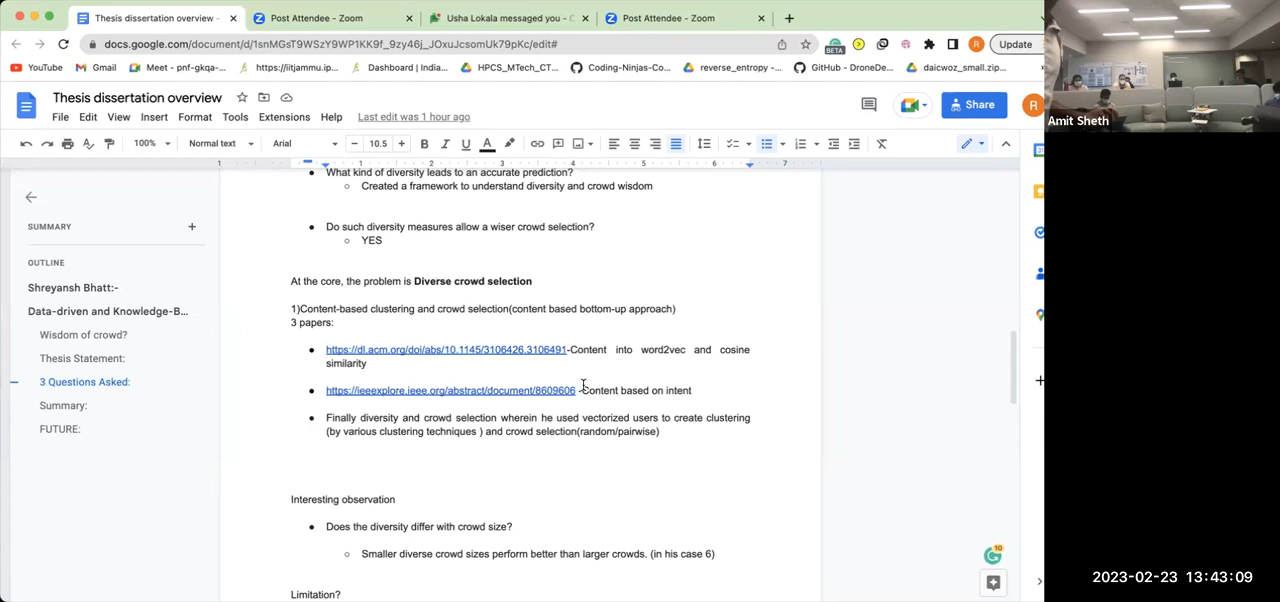 Thesis dissertation overview -
Post Attendee - Zoom
Usha Lokala messaged you -
Post Attendee - Zoom
docs.google.com/document/d/1snMGsT9WSzY9WP1KK9f_9zy46j_JOxuJcsomUk79pKc/edit#
BETA
R
Update
YouTube
Gmail
Meet - pnf-gkqa-...
https://iitjammu.ip...
Dashboard | India...
HPCS_MTech_CT...
Coding-Ninjas-Co...
reverse_entropy -...
GitHub - DroneDe...
daicwoz_small.zip...
Amit Sheth
Thesis dissertation overview
File Edit View Insert Format Tools Extensions Help
Last edit was 1 hour ago
Share
R
100%
Normal text
Arial
10.5
B I U A
1 1 2 3 4 5 6 7
SUMMARY
OUTLINE
Shreyansh Bhatt:-
Data-driven and Knowledge-B...
Wisdom of crowd?
Thesis Statement:
3 Questions Asked:
Summary:
FUTURE:
What kind of diversity leads to an accurate prediction?
Created a framework to understand diversity and crowd wisdom
Do such diversity measures allow a wiser crowd selection?
YES
At the core, the problem is Diverse crowd selection
1)Content-based clustering and crowd selection(content based bottom-up approach)
3 papers:
https://dl.acm.org/doi/abs/10.1145/3106426.3106491-Content into word2vec and cosine
similarity
https://ieeexplore.ieee.org/abstract/document/8609606 -Content based on intent
Finally diversity and crowd selection wherein he used vectorized users to create clustering
(by various clustering techniques ) and crowd selection(random/pairwise)
Interesting observation
Does the diversity differ with crowd size?
Smaller diverse crowd sizes perform better than larger crowds. (in his case 6)
Limitation?
10
2023-02-23 13:43:09